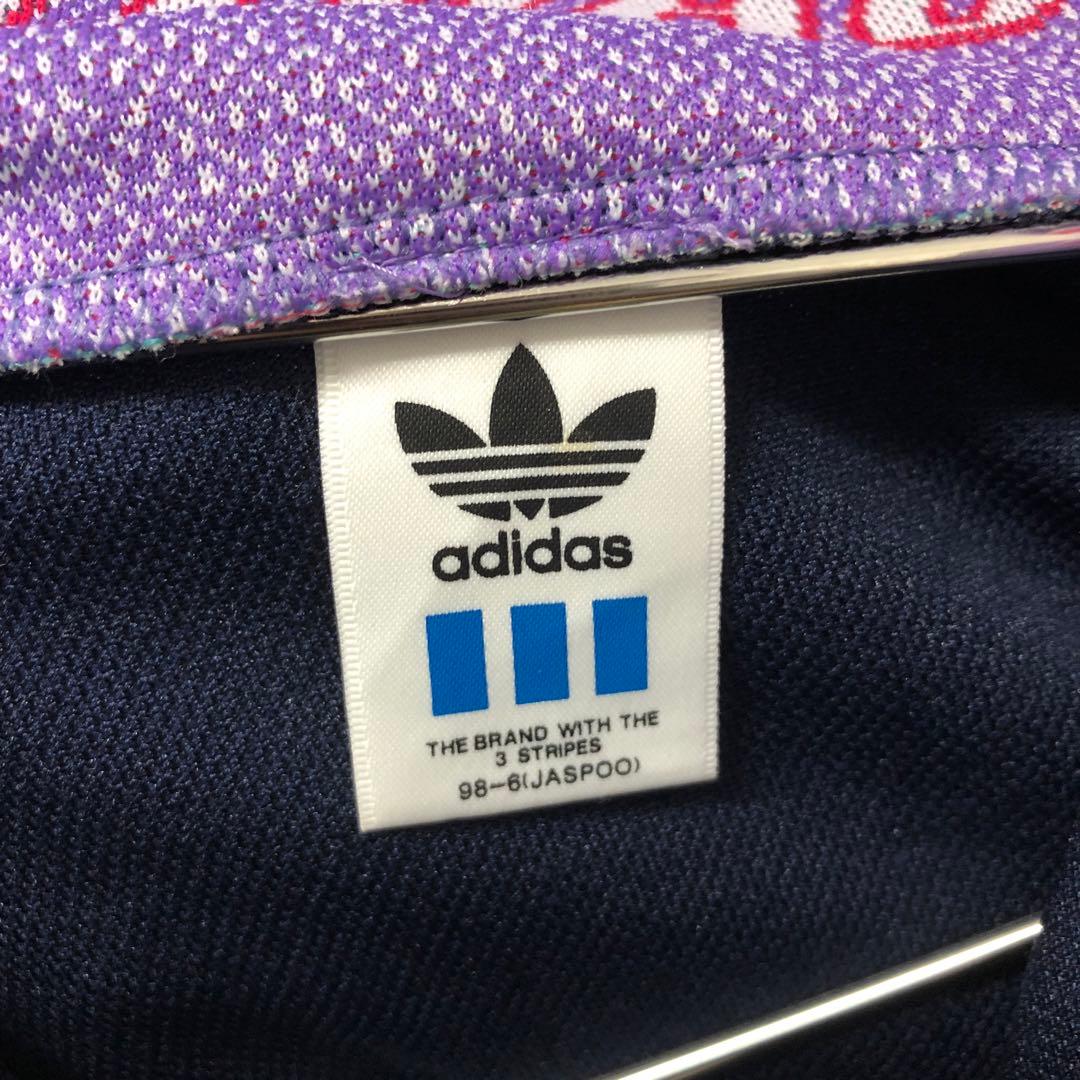 adidas
THE BRAND WITH THE
3 STRIPES
98-6(JASPOO)